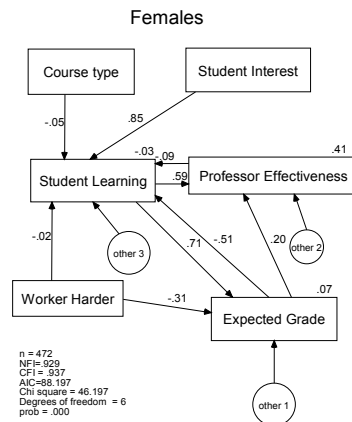 Females
Course type
Student Interest
-.05
.85
-.03
-.09
.41
.59
Student Learning
Professor Effectiveness
-.02
other 3
.71
-.51
.20
other 2
Worker Harder
-.31
.07
Expected Grade
n = 472
NFI=.929
CFI = .937
AIC=88.197
Chi square = 46.197
Degrees of freedom = 6
prob = .000
other 1